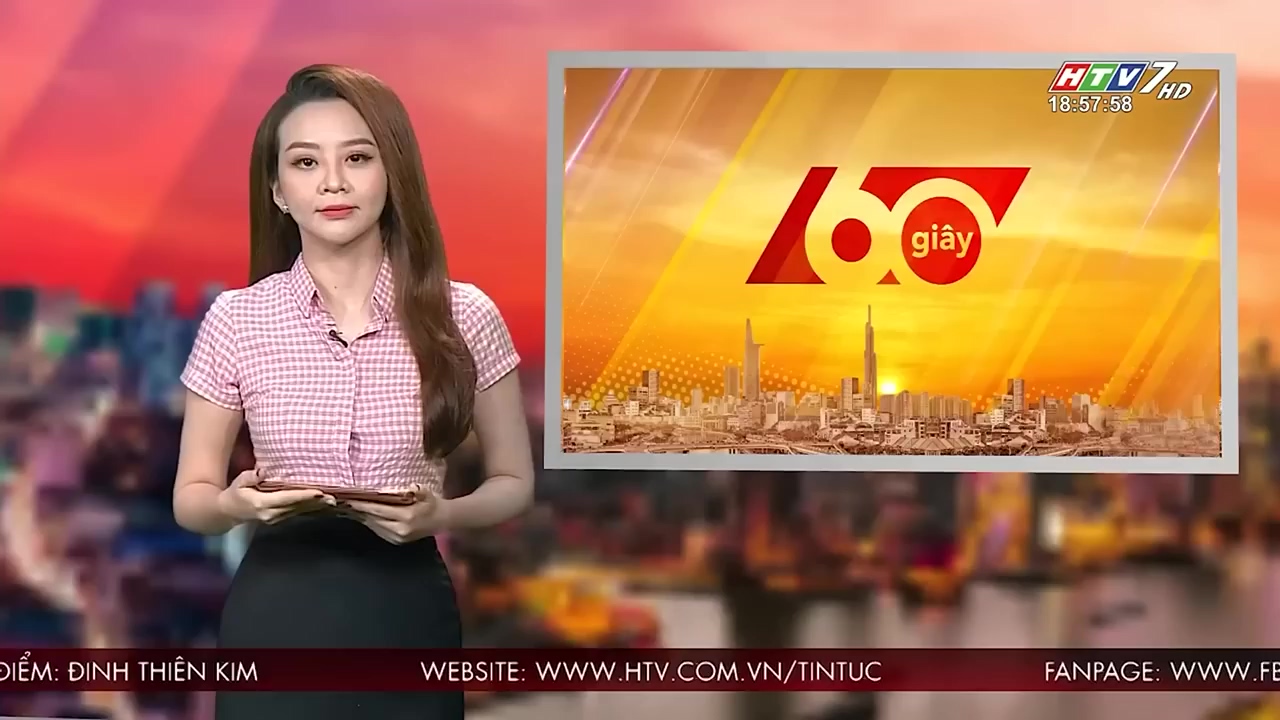 HTV7 HD
18:57:58
60 giây
ĐIỂM: ĐINH THIÊN KIM WEBSITE: WWW.HTV.COM.VN/TINTUC FANPAGE: WWW.FB